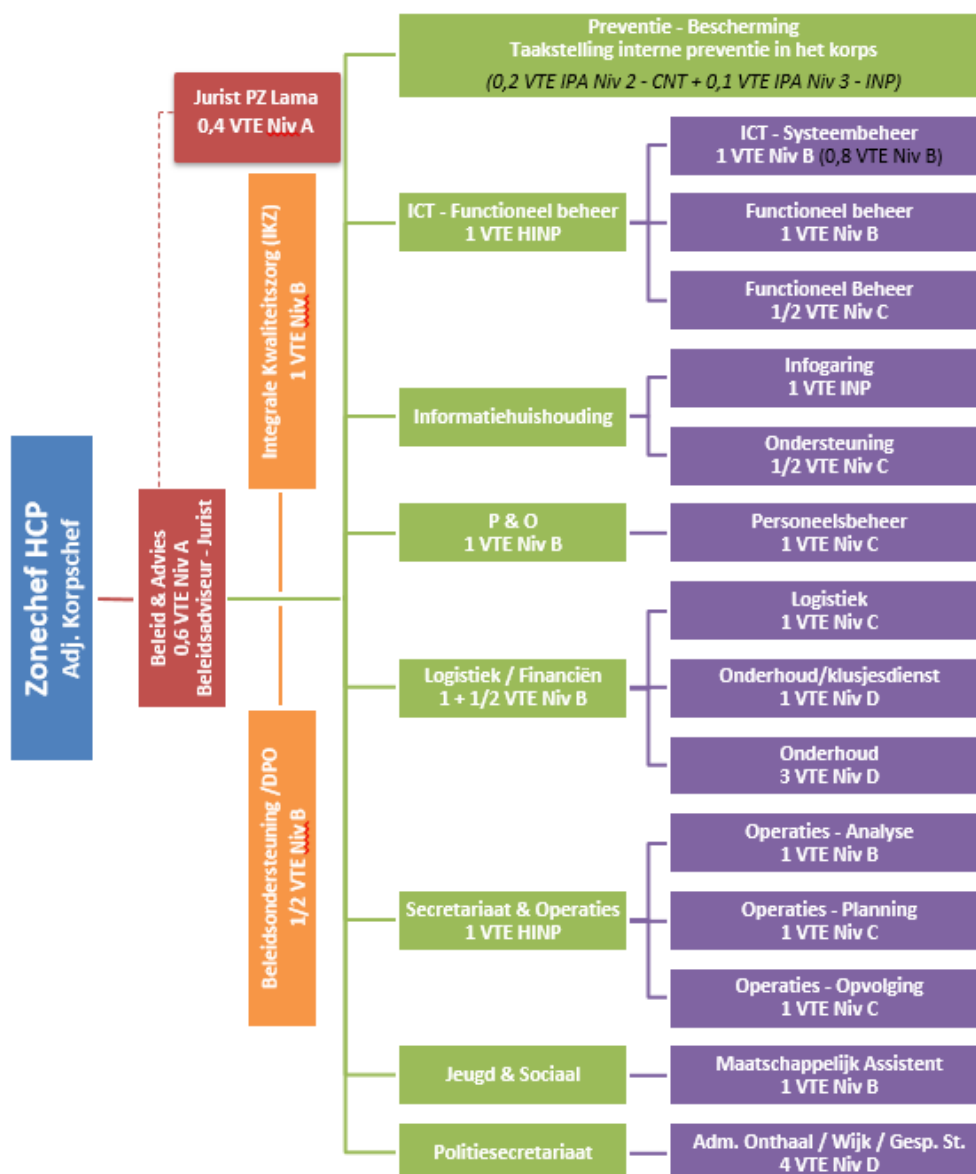 Zonechef HCP
Adj. Korpschef
Beleid & Advies
0,6 VTE Niv A
Beleidsadviseur - Jurist
Jurist PZ Lama
0,4 VTE Niv A
Integrale Kwaliteitszorg (IKZ)
1 VTE Niv B
Beleidsondersteuning /DPO
1/2 VTE Niv B
Preventie - Bescherming
Taakstelling interne preventie in het korps
(0,2 VTE IPA Niv 2 - CNT + 0,1 VTE IPA Niv 3 - INP)
ICT - Functioneel beheer
1 VTE HINP
ICT - Systeembeheer
1 VTE Niv B (0,8 VTE Niv B)
Functioneel beheer
1 VTE Niv B
Functioneel Beheer
1/2 VTE Niv C
Informatiehuishouding
Infogaring
1 VTE INP
Ondersteuning
1/2 VTE Niv C
P & O
1 VTE Niv B
Personeelsbeheer
1 VTE Niv C
Logistiek / Financiën
1 + 1/2 VTE Niv B
Logistiek
1 VTE Niv C
Onderhoud/klusjesdienst
1 VTE Niv D
Onderhoud
3 VTE Niv D
Secretariaat & Operaties
1 VTE HINP
Operaties - Analyse
1 VTE Niv B
Operaties - Planning
1 VTE Niv C
Operaties - Opvolging
1 VTE Niv C
Jeugd & Sociaal
Maatschappelijk Assistent
1 VTE Niv B
Politiesecretariaat
Adm. Onthaal / Wijk / Gesp. St.
4 VTE Niv D